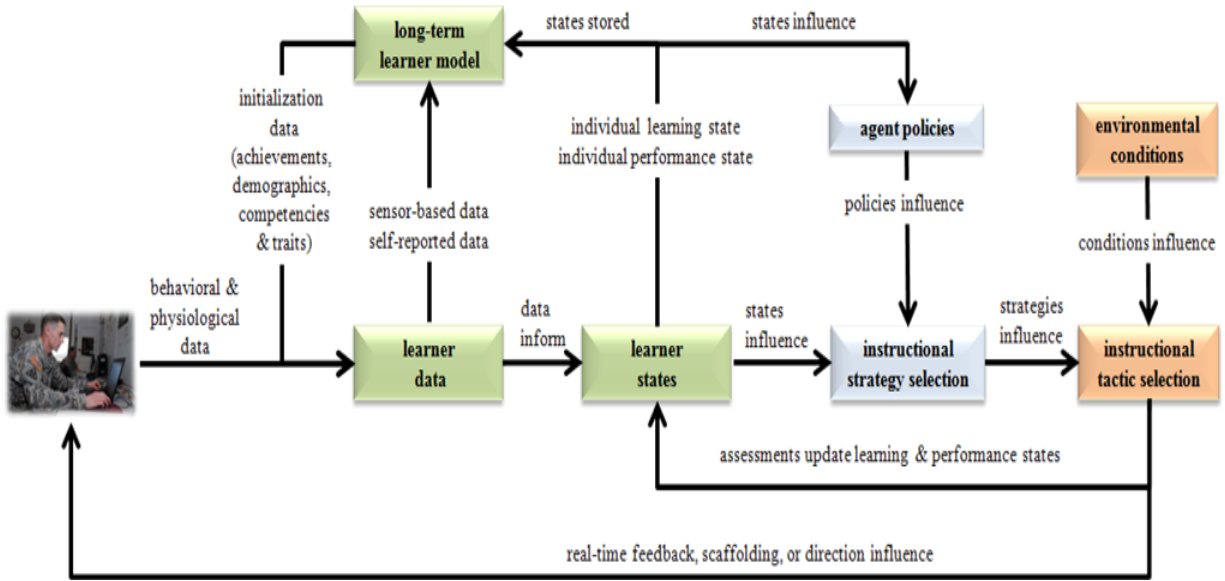 states stored
states influence
long-term
learner model
initialization
data
(achievements,
demographics,
competencies
& traits)
individual learning state
individual performance state
agent policies
environmental
conditions
sensor-based data
self-reported data
policies influence
conditions influence
behavioral &
physiological
data
data
inform
states
influence
strategies
influence
learner
data
learner
states
instructional
strategy selection
instructional
tactic selection
assessments update learning & performance states
real-time feedback, scaffolding, or direction influence